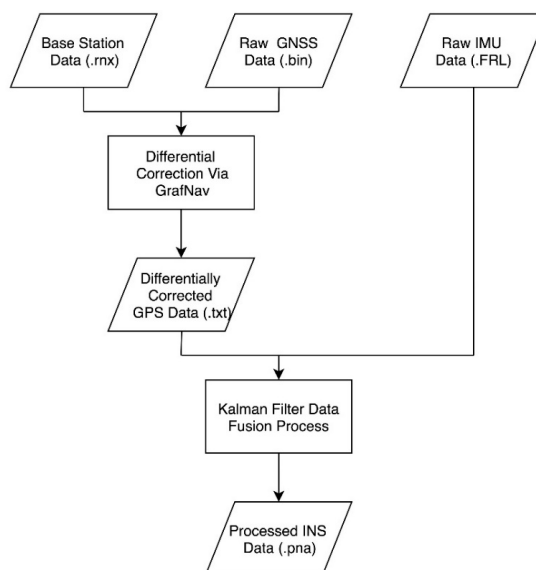 Base Station
Data (.rnx)
Raw GNSS
Data (.bin)
Raw IMU
Data (.FRL)
Differential
Correction Via
GrafNav
Differentially
Corrected
GPS Data (.txt)
Kalman Filter Data
Fusion Process
Processed INS
Data (.pna)